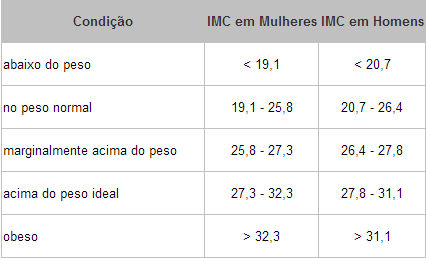 Condição IMC em Mulheres IMC em Homens
abaixo do peso < 19,1 < 20,7
no peso normal 19,1 - 25,8 20,7 - 26,4
marginalmente acima do peso 25,8 - 27,3 26,4 - 27,8
acima do peso ideal 27,3 - 32,3 27,8 - 31,1
obeso > 32,3 > 31,1